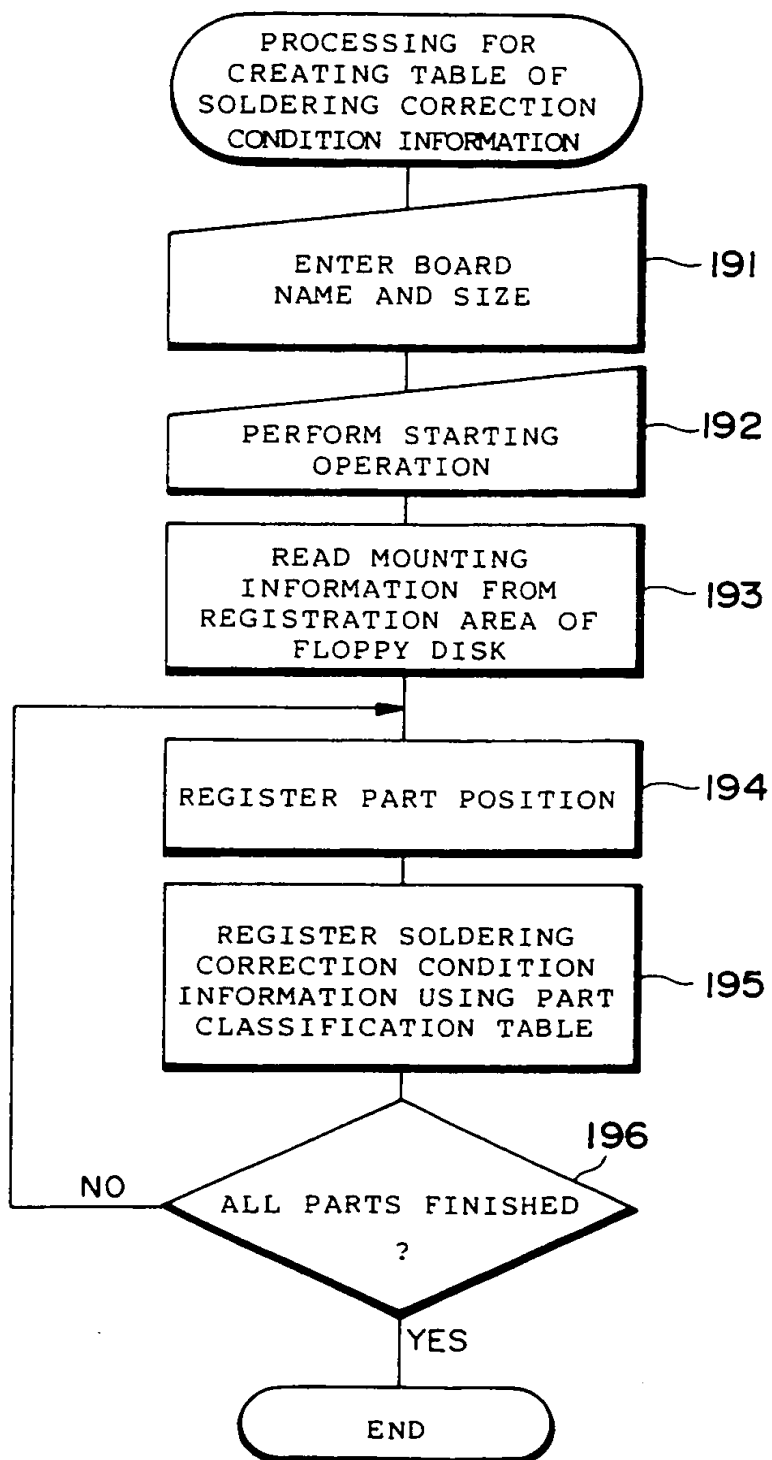 PROCESSING FOR
CREATING TABLE OF
SOLDERING CORRECTION
CONDITION INFORMATION
ENTER BOARD
NAME AND SIZE
191
PERFORM STARTING
OPERATION
192
READ MOUNTING
INFORMATION FROM
REGISTRATION AREA OF
FLOPPY DISK
193
REGISTER PART POSITION
194
REGISTER SOLDERING
CORRECTION CONDITION
INFORMATION USING PART
CLASSIFICATION TABLE
195
196
NO
ALL PARTS FINISHED
?
YES
END